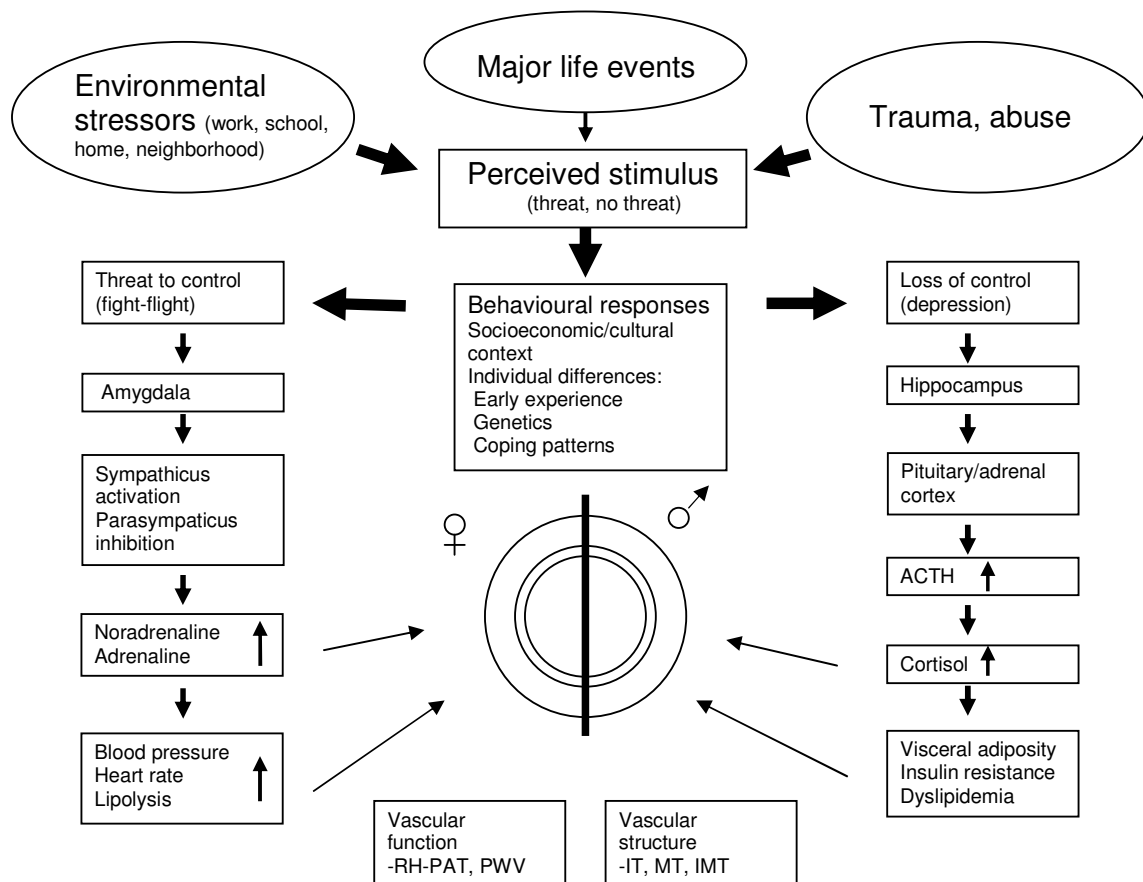 Environmental
stressors (work, school,
home, neighborhood)
Major life events
Trauma, abuse
Perceived stimulus
(threat, no threat)
Threat to control
(fight-flight)
Amygdala
Sympathicus
activation
Parasympaticus
inhibition
Noradrenaline
Adrenaline
Blood pressure
Heart rate
Lipolysis
Behavioural responses
Socioeconomic/cultural
context
Individual differences:
Early experience
Genetics
Coping patterns
Loss of control
(depression)
Hippocampus
Pituitary/adrenal
cortex
ACTH
Cortisol
Visceral adiposity
Insulin resistance
Dyslipidemia
Vascular
function
-RH-PAT, PWV
Vascular
structure
-IT, MT, IMT